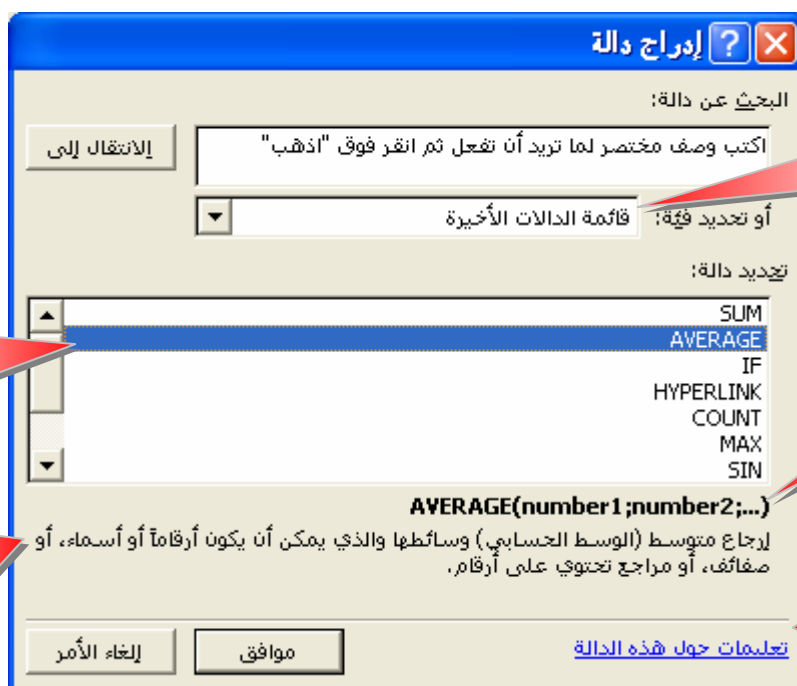 إدراج دالة
البحث عن دالة:
اكتب وصف مختصر لما تريد أن تفعل ثم انقر فوق "اذهب"
الانتقال إلى
أو تحديد فئة:
قائمة الدالات الأخيرة
تحديد دالة:
SUM
AVERAGE
IF
HYPERLINK
COUNT
MAX
SIN
AVERAGE(number1;number2;...)
إرجاع متوسط (الوسط الحسابي) وسائطها والذي يمكن أن يكون أرقاماً أو أسماء، أو
صفائف، أو مراجع تحتوي على أرقام.
تعليمات حول هذه الدالة
موافق
إلغاء الأمر